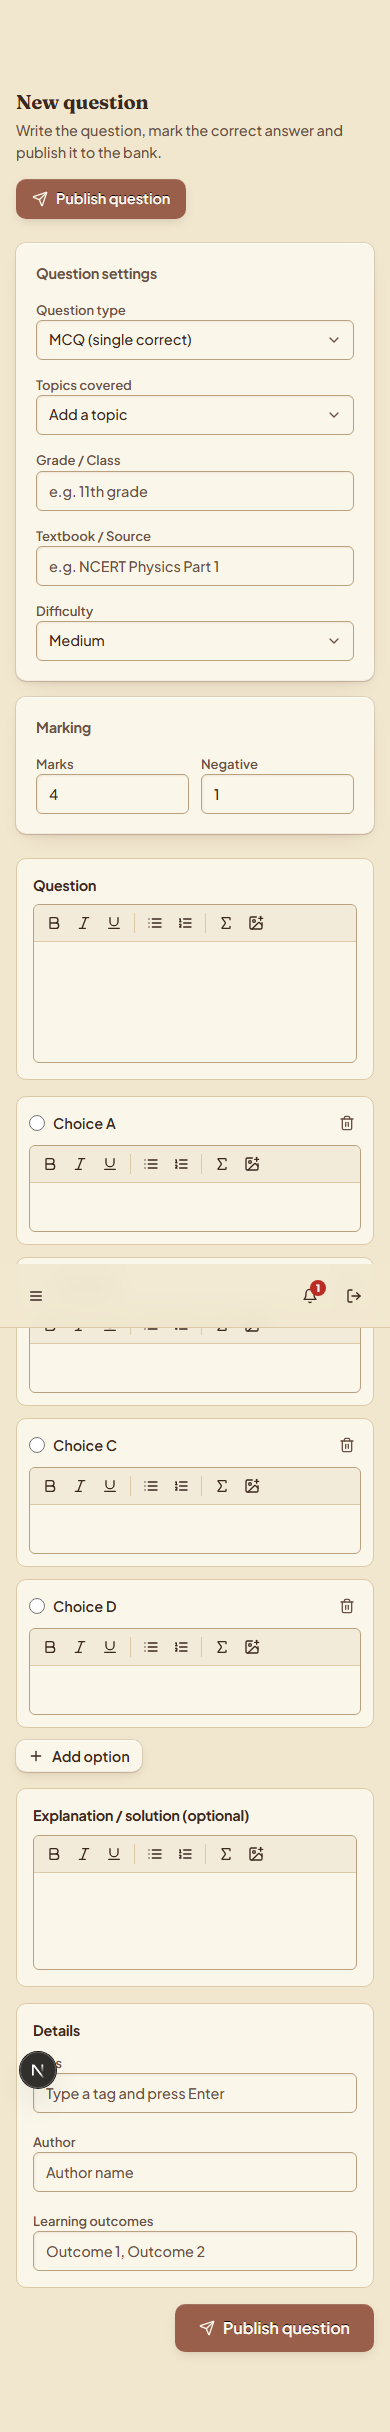 New question
Write the question, mark the correct answer and
publish it to the bank.
Publish question
Question settings
Question type
MCQ (single correct)
Topics covered
Add a topic
Grade / Class
e.g. 11th grade
Textbook / Source
e.g. NCERT Physics Part 1
Difficulty
Medium
Marking
Marks
Negative
4
1
Question
B I U Σ
Choice A
B I U Σ
1
Choice C
B I U Σ
Choice D
B I U Σ
+ Add option
Explanation / solution (optional)
B I U Σ
Details
N
Type a tag and press Enter
Author
Author name
Learning outcomes
Outcome 1, Outcome 2
Publish question